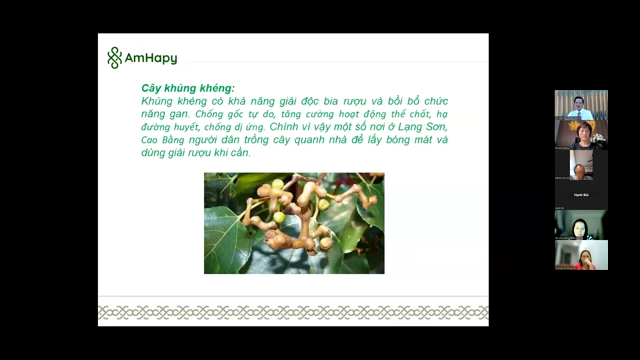 AmHapy
Cây khúng khéng:
Khúng khéng có khả năng giải độc bia rượu và bồi bổ chức
năng gan. Chống gốc tự do, tăng cường hoạt động thể chất, hạ
đường huyết, chống dị ứng. Chính vì vậy một số nơi ở Lạng Sơn,
Cao Bằng người dân trồng cây quanh nhà để lấy bóng mát và
dùng giải rượu khi cần.
Hạnh Bùi